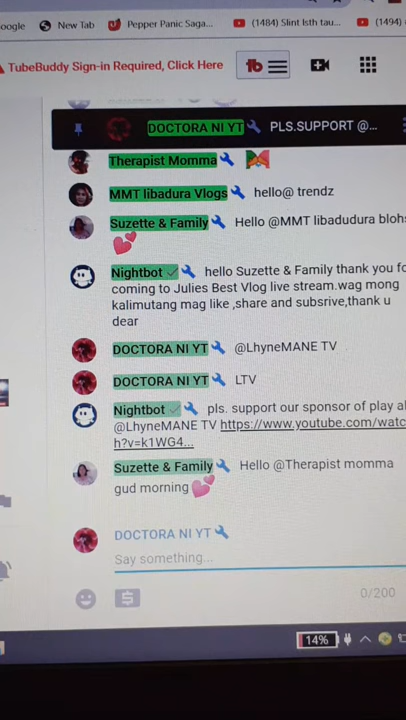 oogle New Tab Pepper Panic Saga... (1484) Slint Isth tau... (1494)
TubeBuddy Sign-in Required, Click Here tb
DOCTORA NI YT PLS.SUPPORT @...
Therapist Momma
MMT libadura Vlogs hello@ trendz
Suzette & Family Hello @MMT libadudura blohs
Nightbot hello Suzette & Family thank you fo
coming to Julies Best Vlog live stream.wag mong
kalimutang mag like ,share and subsrive,thank u
dear
DOCTORA NI YT @LhyneMANE TV
DOCTORA NI YT LTV
Nightbot pls. support our sponsor of play al
@LhyneMANE TV https://www.youtube.com/watc
h?v=k1WG4...
Suzette & Family Hello @Therapist momma
gud morning
DOCTORA NI YT
Say something...
0/200
14%